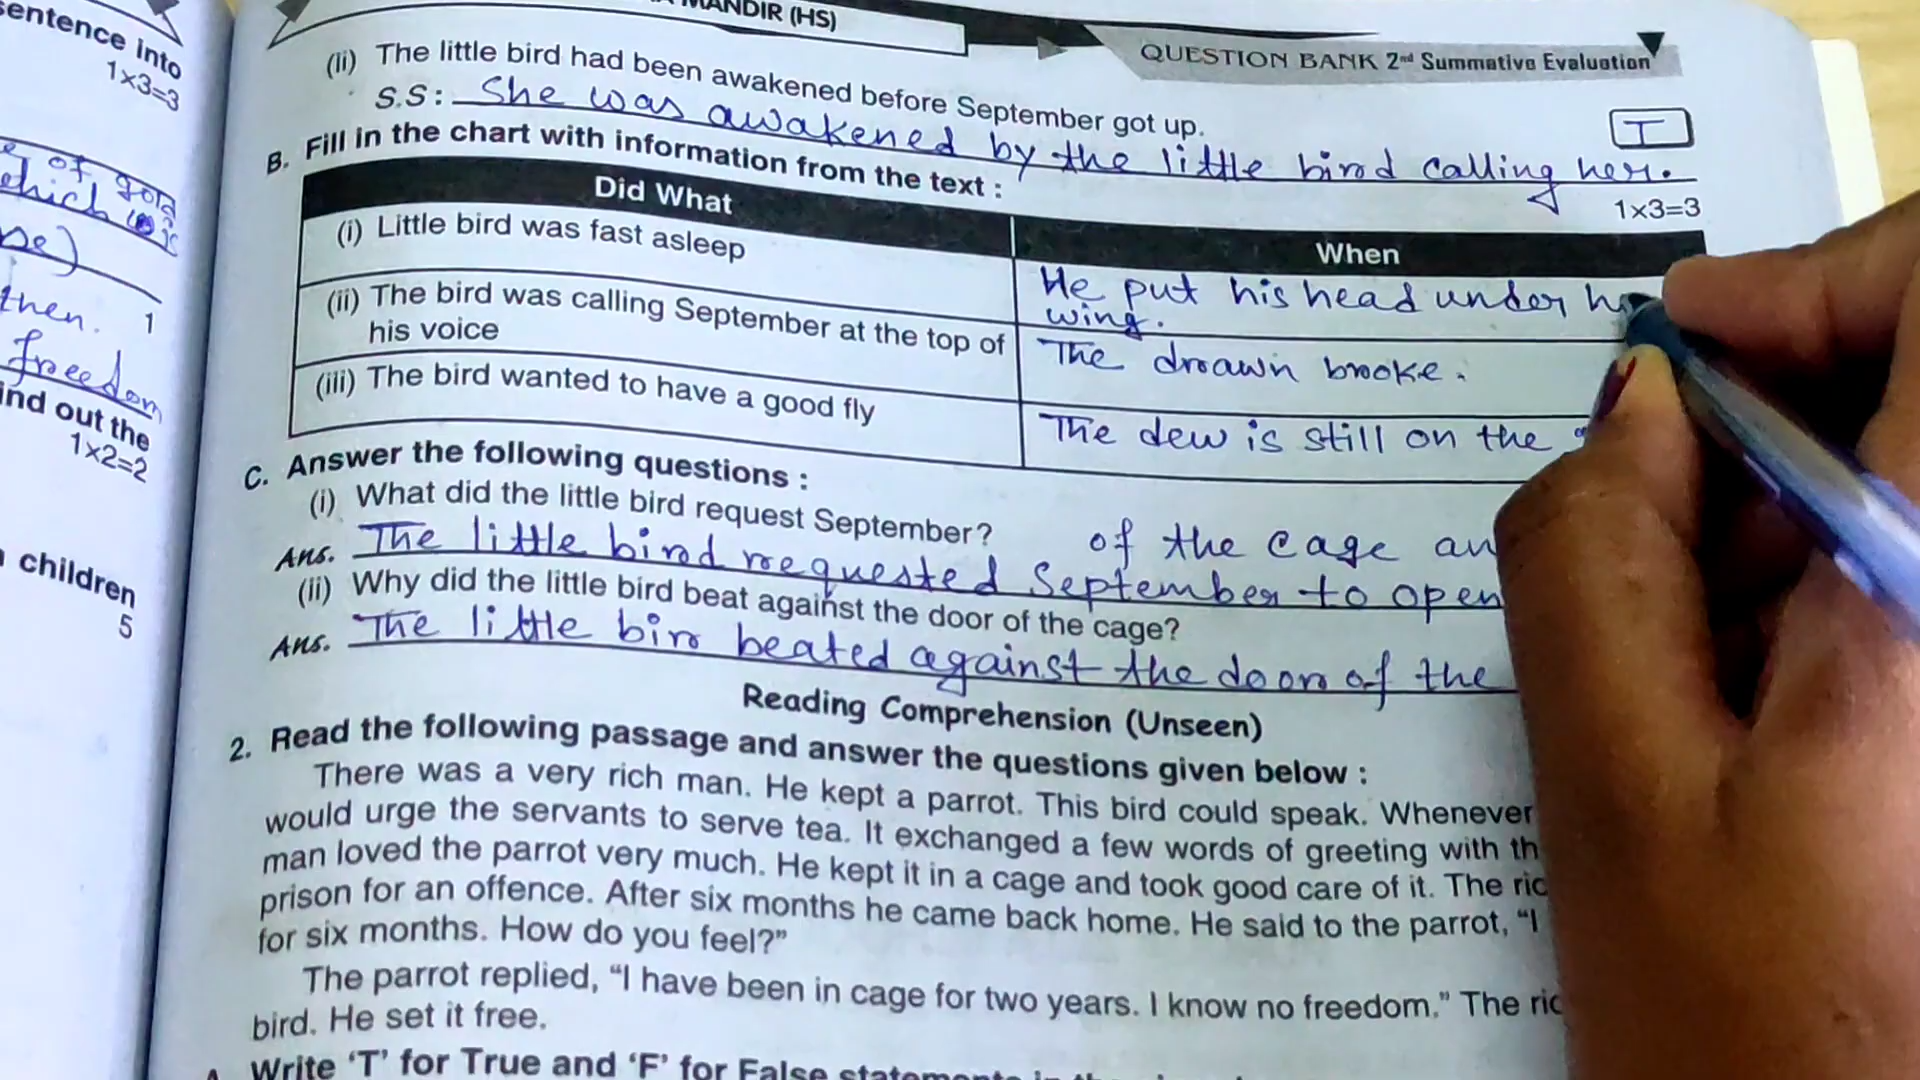 MANDIR (HS)
QUESTION BANK 2nd Summative Evaluation
sentence into
1×3=3
(ii) The little bird had been awakened before September got up.
T
S.S: She was awakened by the little bird calling her.
B. Fill in the chart with information from the text :
1×3=3
Did What
When
(i) Little bird was fast asleep
He put his head under
wing.
(ii) The bird was calling September at the top of
his voice
The drawn brooke.
(iii) The bird wanted to have a good fly
The dew is still on the
C. Answer the following questions :
(i) What did the little bird request September?
of the cage
Ans. The little bird requested September to open
(ii) Why did the little bird beat against the door of the cage?
Ans. The little bir beated against the door of the
Reading Comprehension (Unseen)
2. Read the following passage and answer the questions given below :
There was a very rich man. He kept a parrot. This bird could speak. Whenever
would urge the servants to serve tea. It exchanged a few words of greeting with th
man loved the parrot very much. He kept it in a cage and took good care of it. The ric
prison for an offence. After six months he came back home. He said to the parrot, “I
for six months. How do you feel?”
The parrot replied, “I have been in cage for two years. I know no freedom.” The ric
bird. He set it free.
Write ‘T’ for True and ‘F’ for False
of gold
which is
then. 1
freedom
ind out the
1×2=2
children
5